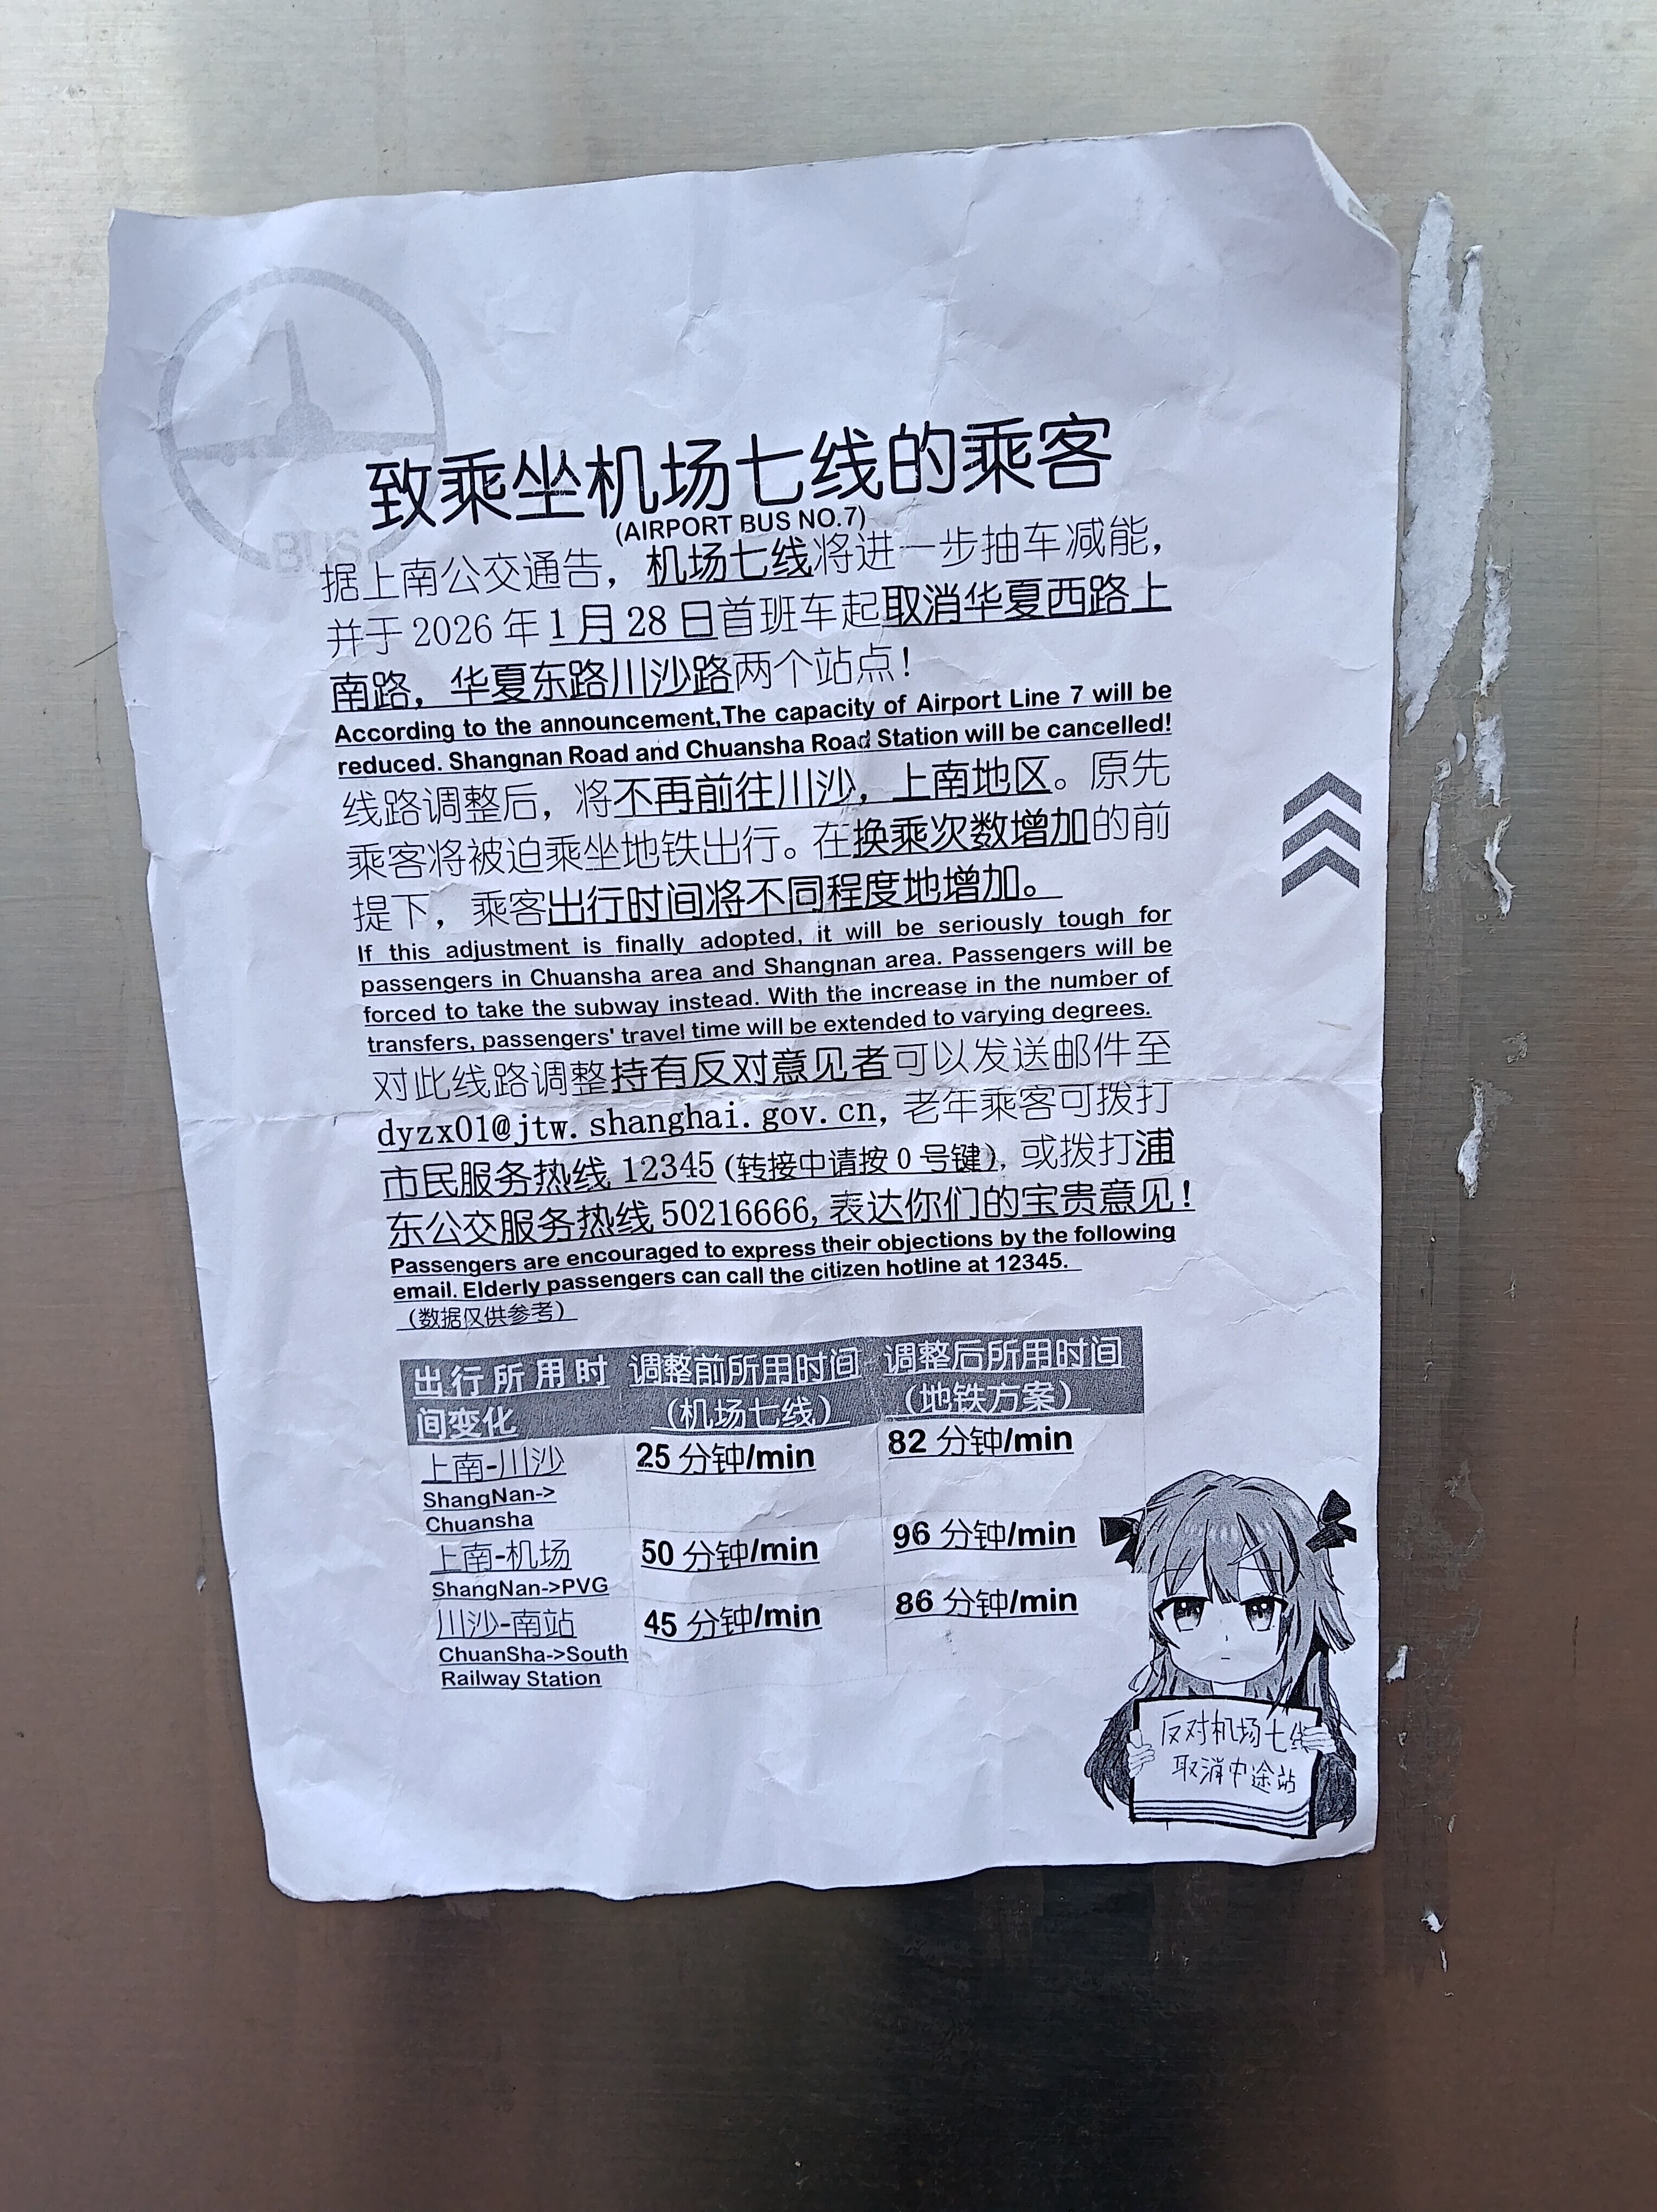 BUS
致乘坐机场七线的乘客
(AIRPORT BUS NO.7)
据上南公交通告，机场七线将进一步抽车减能，
并于 2026 年 1 月 28 日首班车起取消华夏西路上
南路，华夏东路川沙路两个站点！
According to the announcement,The capacity of Airport Line 7 will be
reduced. Shangnan Road and Chuansha Road Station will be cancelled!
线路调整后，将不再前往川沙，上南地区。原先
乘客将被迫乘坐地铁出行。在换乘次数增加的前
提下，乘客出行时间将不同程度地增加。
If this adjustment is finally adopted, it will be seriously tough for
passengers in Chuansha area and Shangnan area. Passengers will be
forced to take the subway instead. With the increase in the number of
transfers, passengers' travel time will be extended to varying degrees.
对此线路调整持有反对意见者可以发送邮件至
dyzx01@jtw.shanghai.gov.cn, 老年乘客可拨打
市民服务热线 12345 (转接中请按 0 号键), 或拨打浦
东公交服务热线 50216666, 表达你们的宝贵意见！
Passengers are encouraged to express their objections by the following
email. Elderly passengers can call the citizen hotline at 12345.
（数据仅供参考）
出行所用时 调整前所用时间 调整后所用时间
间变化 （机场七线） （地铁方案）
上南-川沙 25 分钟/min 82 分钟/min
ShangNan->
Chuansha
上南-机场 50 分钟/min 96 分钟/min
ShangNan->PVG
川沙-南站 45 分钟/min 86 分钟/min
ChuanSha->South
Railway Station
反对机场七线
取消中途站